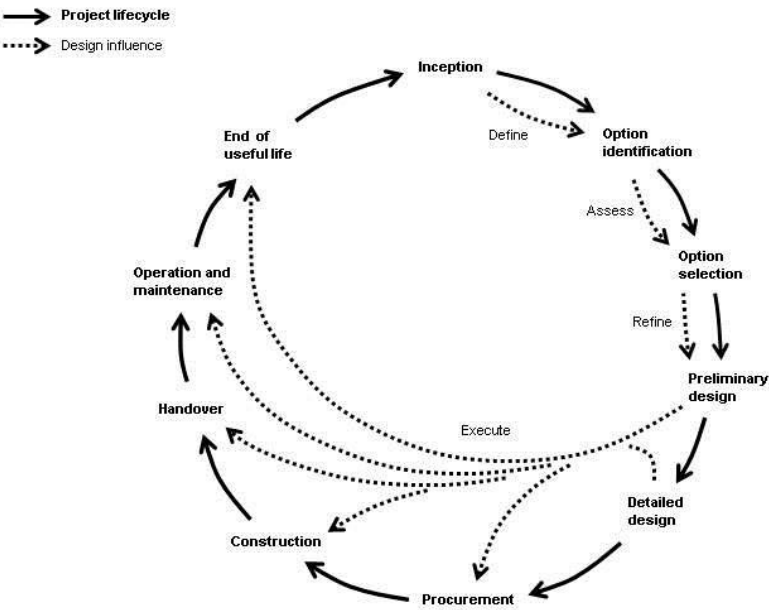 Project lifecycle
Design influence
Inception
Define
Option
identification
Assess
Option
selection
Refine
Preliminary
design
Execute
Detailed
design
Procurement
Construction
Handover
Operation and
maintenance
End of
useful life